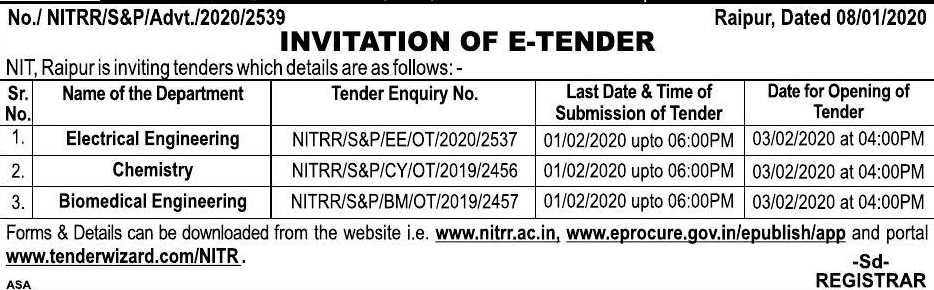 No./ NITRR/S&P/Advt./2020/2539 Raipur, Dated 08/01/2020
INVITATION OF E-TENDER
NIT, Raipur is inviting tenders which details are as follows: -
Sr. No. Name of the Department Tender Enquiry No. Last Date & Time of Submission of Tender Date for Opening of Tender
1. Electrical Engineering NITRR/S&P/EE/OT/2020/2537 01/02/2020 upto 06:00PM 03/02/2020 at 04:00PM
2. Chemistry NITRR/S&P/CY/OT/2019/2456 01/02/2020 upto 06:00PM 03/02/2020 at 04:00PM
3. Biomedical Engineering NITRR/S&P/BM/OT/2019/2457 01/02/2020 upto 06:00PM 03/02/2020 at 04:00PM
Forms & Details can be downloaded from the website i.e. www.nitrr.ac.in, www.eprocure.gov.in/epublish/app and portal
www.tenderwizard.com/NITR.
-Sd-
ASA REGISTRAR